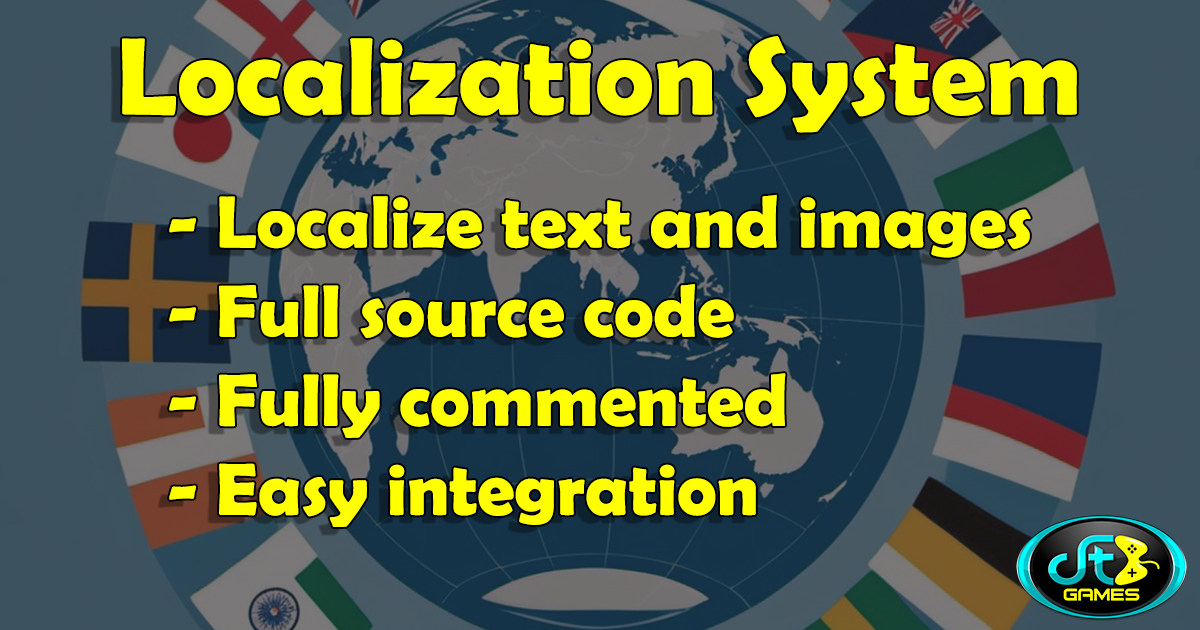 Localization System
- Localize text and images
- Full source code
- Fully commented
- Easy integration
GAMES